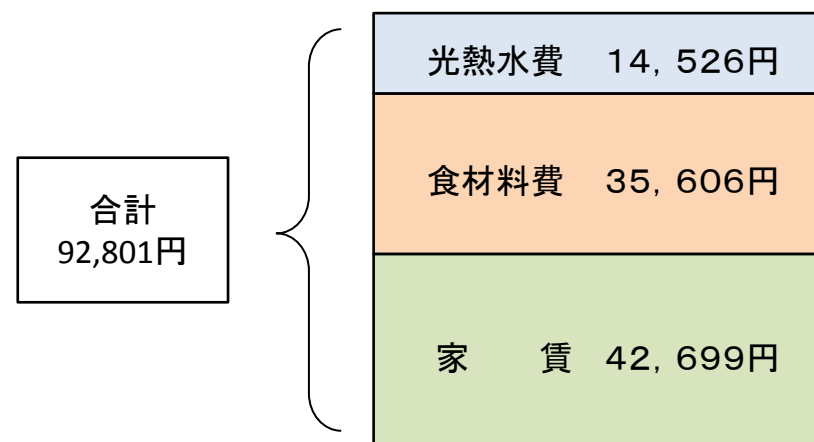 光熱水費　14，526円
食材料費　35，606円
合計
92,801円
家　　賃　42，699円